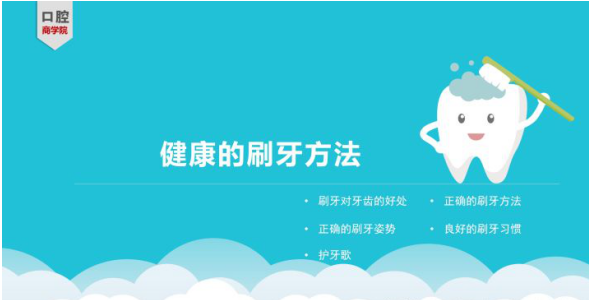 口腔
商学院
健康的刷牙方法
• 刷牙对牙齿的好处 • 正确的刷牙方法
• 正确的刷牙姿势 • 良好的刷牙习惯
• 护牙歌